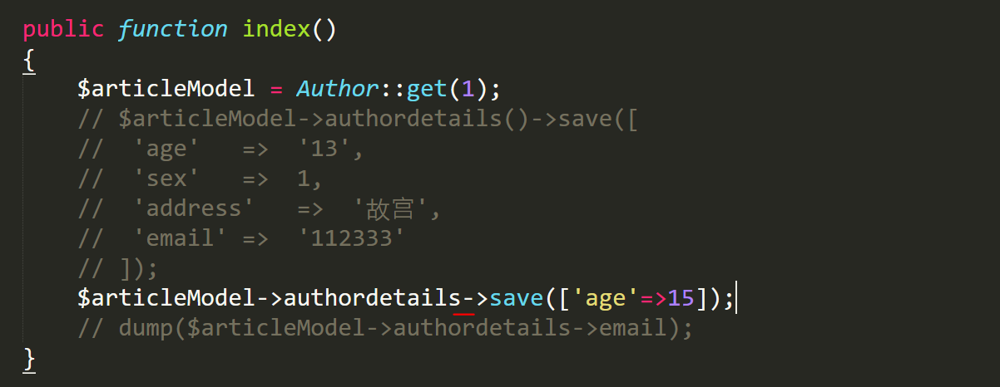 public function index()
{
    $articleModel = Author::get(1);
    // $articleModel->authordetails()->save([
    //  'age'   =>  '13',
    //  'sex'   =>  1,
    //  'address'   =>  '故宫',
    //  'email' =>  '112333'
    // ]);
    $articleModel->authordetails->save(['age'=>15]);
    // dump($articleModel->authordetails->email);
}